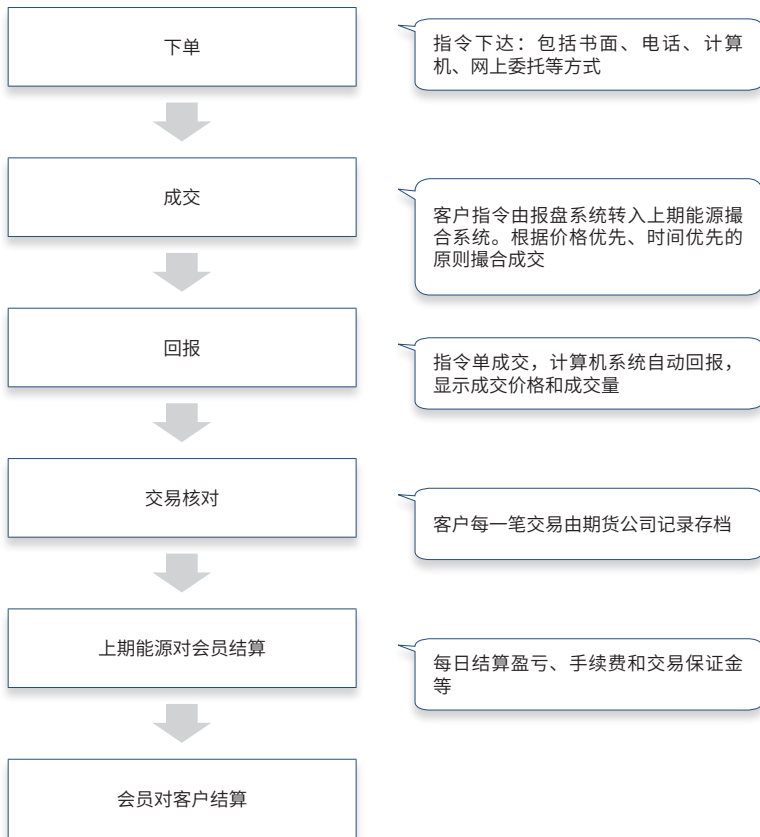 下单
指令下达：包括书面、电话、计算
机、网上委托等方式
成交
客户指令由报盘系统转入上期能源撮
合系统。根据价格优先、时间优先的
原则撮合成交
回报
指令单成交，计算机系统自动回报，
显示成交价格和成交量
交易核对
客户每一笔交易由期货公司记录存档
上期能源对会员结算
每日结算盈亏、手续费和交易保证金
等
会员对客户结算